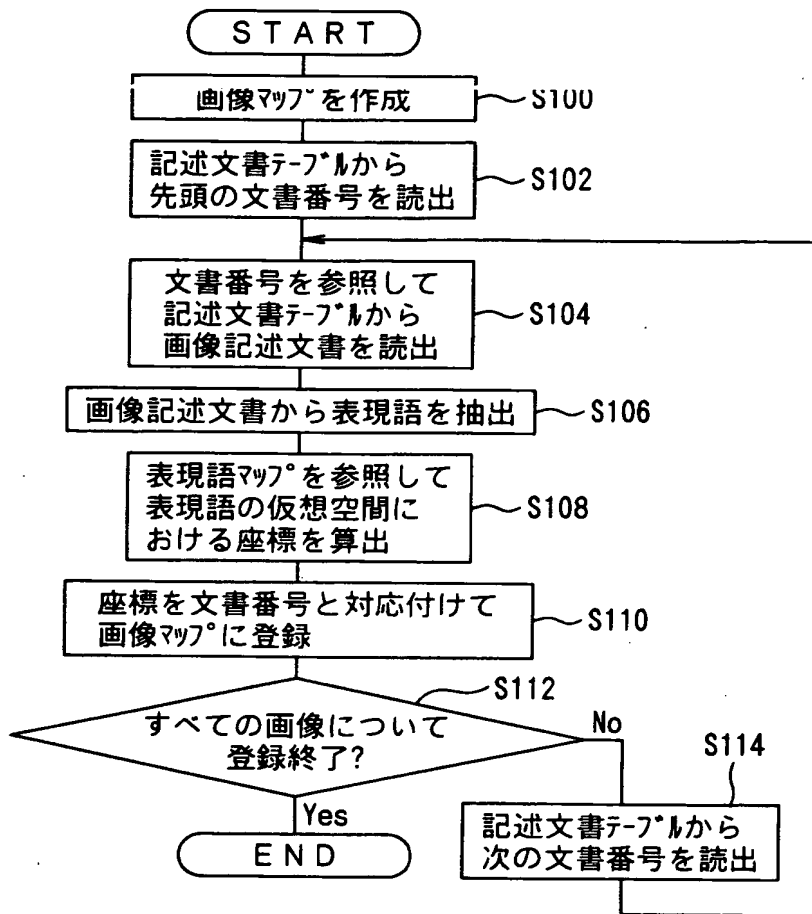 START
画像ﾏｯﾌﾟを作成
S100
記述文書ﾃｰﾌﾞﾙから
先頭の文書番号を読出
S102
文書番号を参照して
記述文書ﾃｰﾌﾞﾙから
画像記述文書を読出
S104
画像記述文書から表現語を抽出
S106
表現語ﾏｯﾌﾟを参照して
表現語の仮想空間に
おける座標を算出
S108
座標を文書番号と対応付けて
画像ﾏｯﾌﾟに登録
S110
S112
すべての画像について
登録終了?
No
Yes
END
S114
記述文書ﾃｰﾌﾞﾙから
次の文書番号を読出